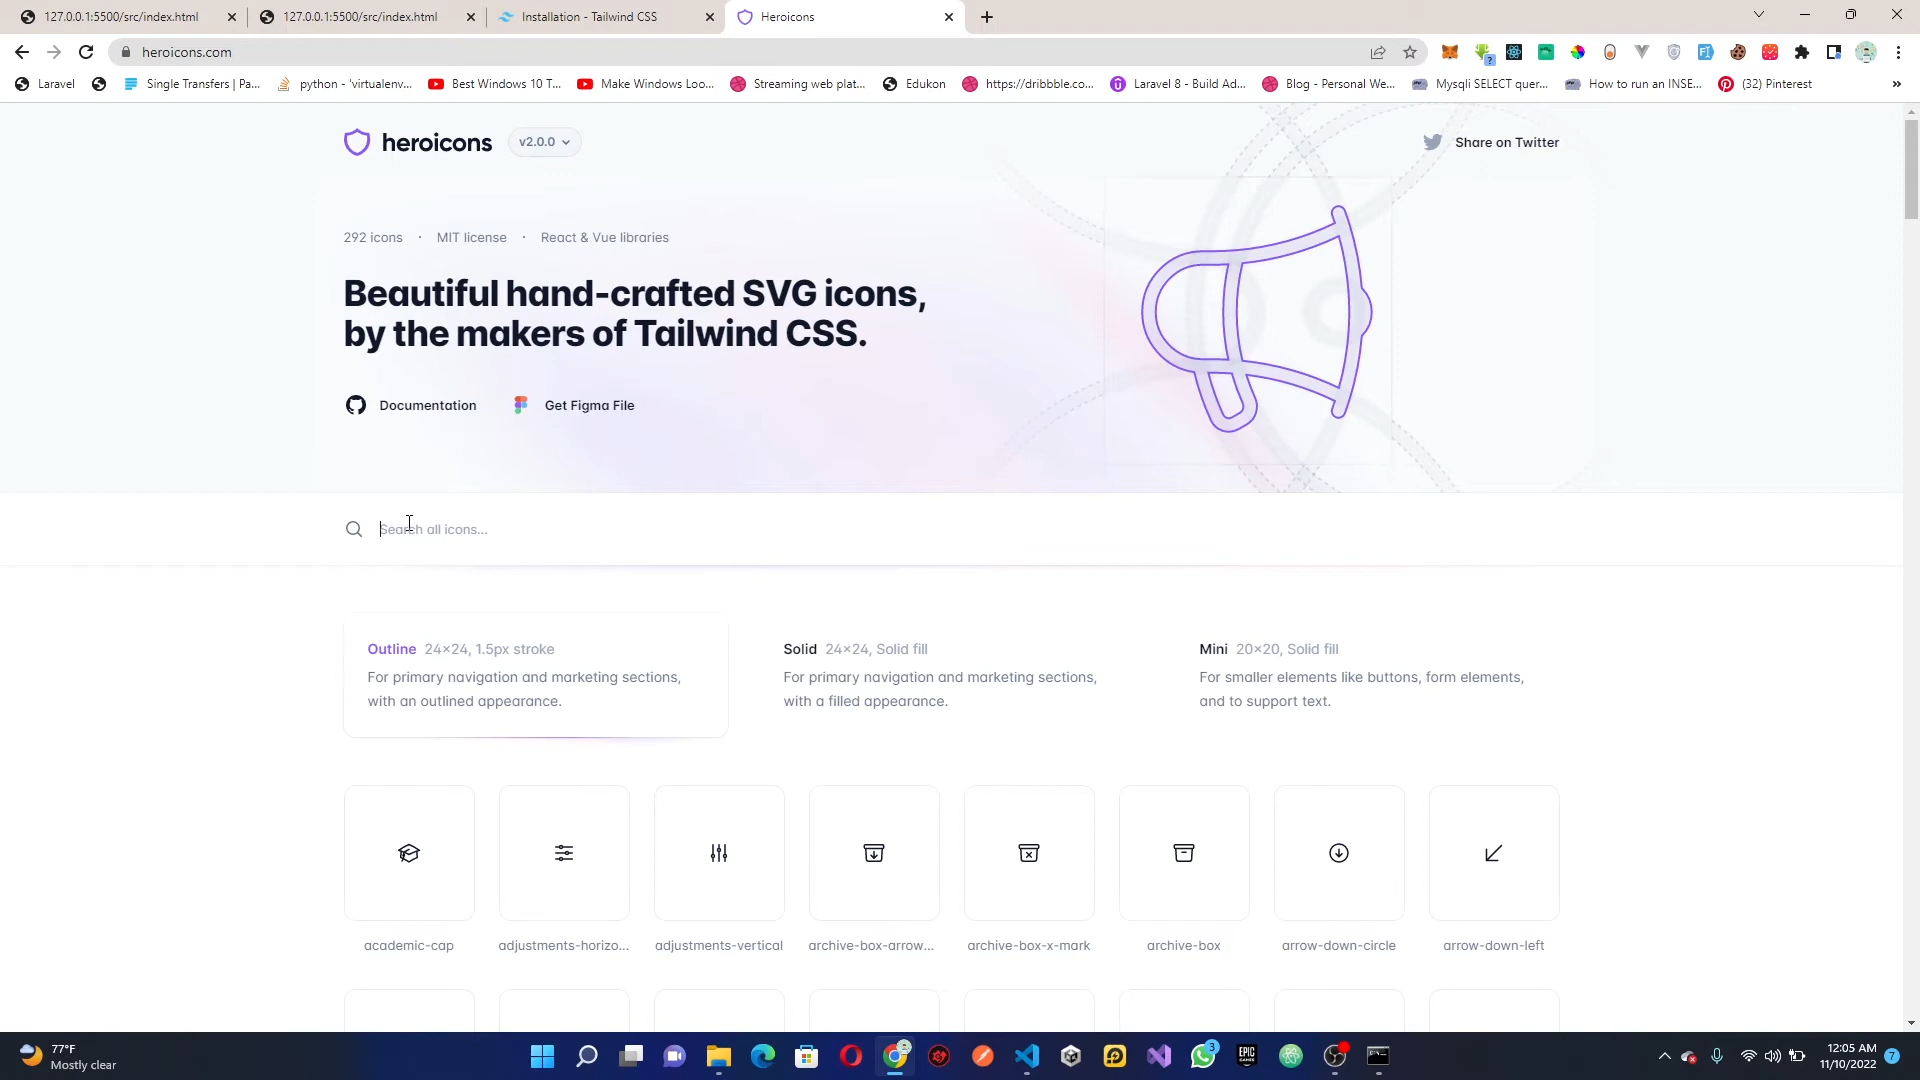 127.0.0.1:5500/src/index.html
127.0.0.1:5500/src/index.html
Installation - Tailwind CSS
Heroicons
heroicons.com
Laravel
Single Transfers | Pa...
python - 'virtualenv...
Best Windows 10 T...
Make Windows Loo...
Streaming web plat...
Edukon
https://dribbble.co...
Laravel 8 - Build Ad...
Blog - Personal We...
Mysqli SELECT quer...
How to run an INSE...
(32) Pinterest
»
heroicons
v2.0.0
Share on Twitter
292 icons · MIT license · React & Vue libraries
Beautiful hand-crafted SVG icons,
by the makers of Tailwind CSS.
Documentation
Get Figma File
Search all icons...
Outline 24x24, 1.5px stroke
For primary navigation and marketing sections,
with an outlined appearance.
Solid 24x24, Solid fill
For primary navigation and marketing sections,
with a filled appearance.
Mini 20x20, Solid fill
For smaller elements like buttons, form elements,
and to support text.
academic-cap
adjustments-horizo...
adjustments-vertical
archive-box-arrow...
archive-box-x-mark
archive-box
arrow-down-circle
arrow-down-left
77°F
Mostly clear
3
EPIC
GAMES
12:05 AM
11/10/2022
7